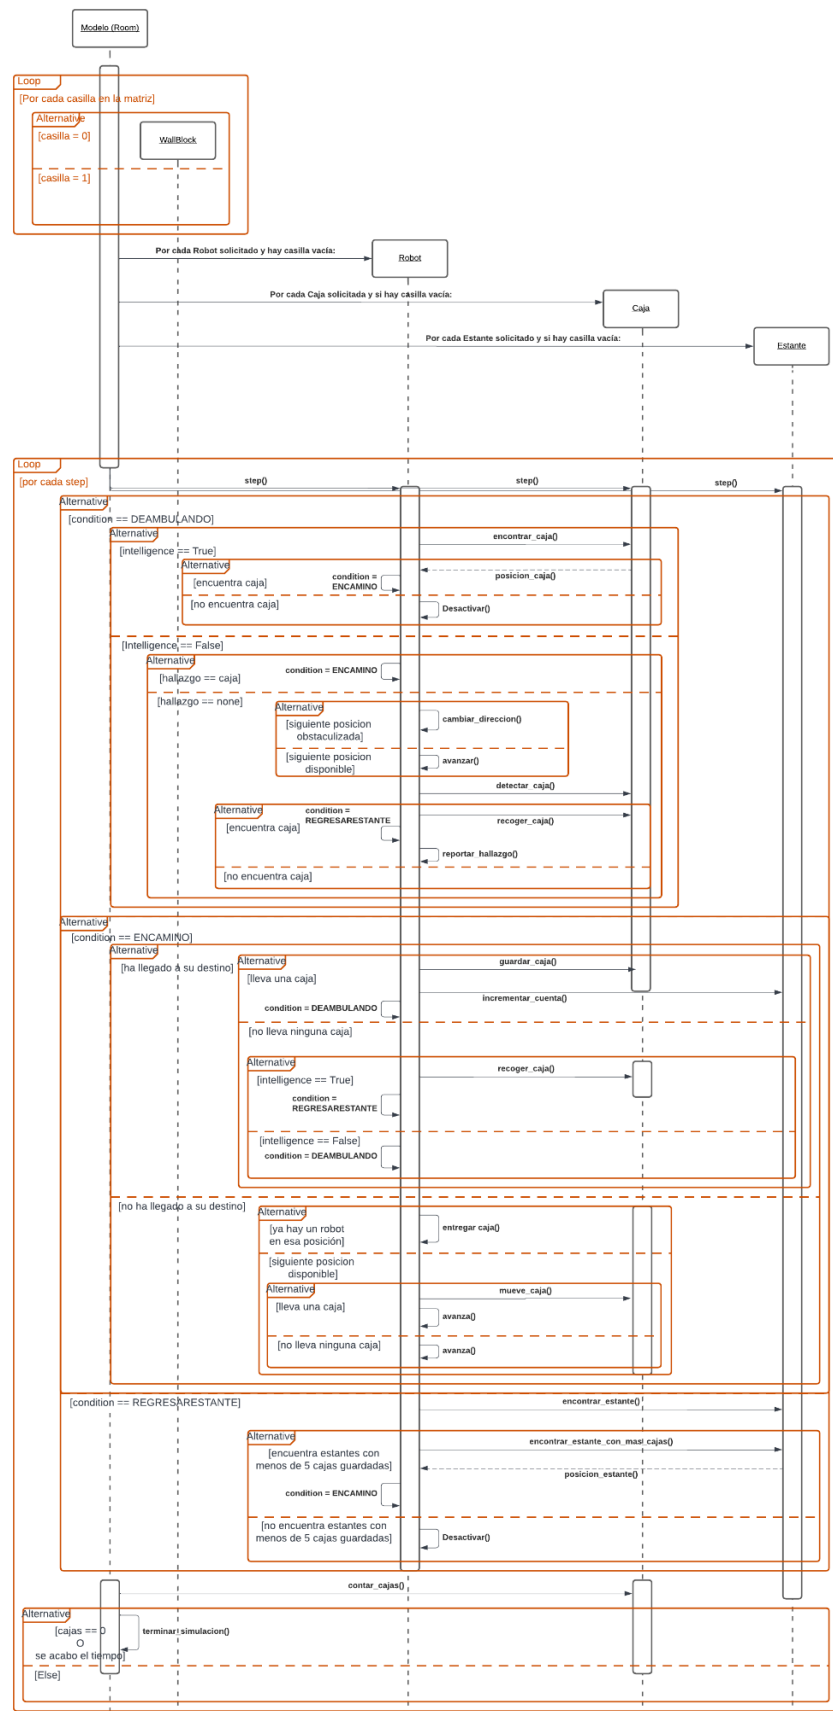 Modelo (Room)
Loop
[Por cada casilla en la matriz]
Alternative
[casilla = 0]
WallBlock
[casilla = 1]
Por cada Robot solicitado y hay casilla vacía:
Robot
Por cada Caja solicitada y si hay casilla vacía:
Caja
Por cada Estante solicitado y si hay casilla vacía:
Estante
Loop
[por cada step]
step()
step()
step()
Alternative
[condition == DEAMBULANDO]
Alternative
[intelligence == True]
encontrar_caja()
Alternative
[encuentra caja]
condition =
ENCAMINO
posicion_caja()
[no encuentra caja]
Desactivar()
[Intelligence == False]
Alternative
[hallazgo == caja]
condition = ENCAMINO
[hallazgo == none]
Alternative
[siguiente posicion
obstaculizada]
cambiar_direccion()
[siguiente posicion
disponible]
avanzar()
detectar_caja()
Alternative
[encuentra caja]
condition =
REGRESARESTANTE
recoger_caja()
reportar_hallazgo()
[no encuentra caja]
Alternative
[condition == ENCAMINO]
Alternative
[ha llegado a su destino]
Alternative
[lleva una caja]
guardar_caja()
incrementar_cuenta()
condition = DEAMBULANDO
[no lleva ninguna caja]
Alternative
[intelligence == True]
recoger_caja()
condition =
REGRESARESTANTE
[intelligence == False]
condition = DEAMBULANDO
[no ha llegado a su destino]
Alternative
[ya hay un robot
en esa posición]
entregar caja()
[siguiente posicion
disponible]
Alternative
[lleva una caja]
mueve_caja()
avanza()
[no lleva ninguna caja]
avanza()
[condition == REGRESARESTANTE]
encontrar_estante()
Alternative
[encuentra estantes con
menos de 5 cajas guardadas]
encontrar_estante_con_mas_cajas()
posicion_estante()
condition = ENCAMINO
[no encuentra estantes con
menos de 5 cajas guardadas]
Desactivar()
contar_cajas()
Alternative
[cajas == 0
O
se acabo el tiempo]
terminar_simulacion()
[Else]